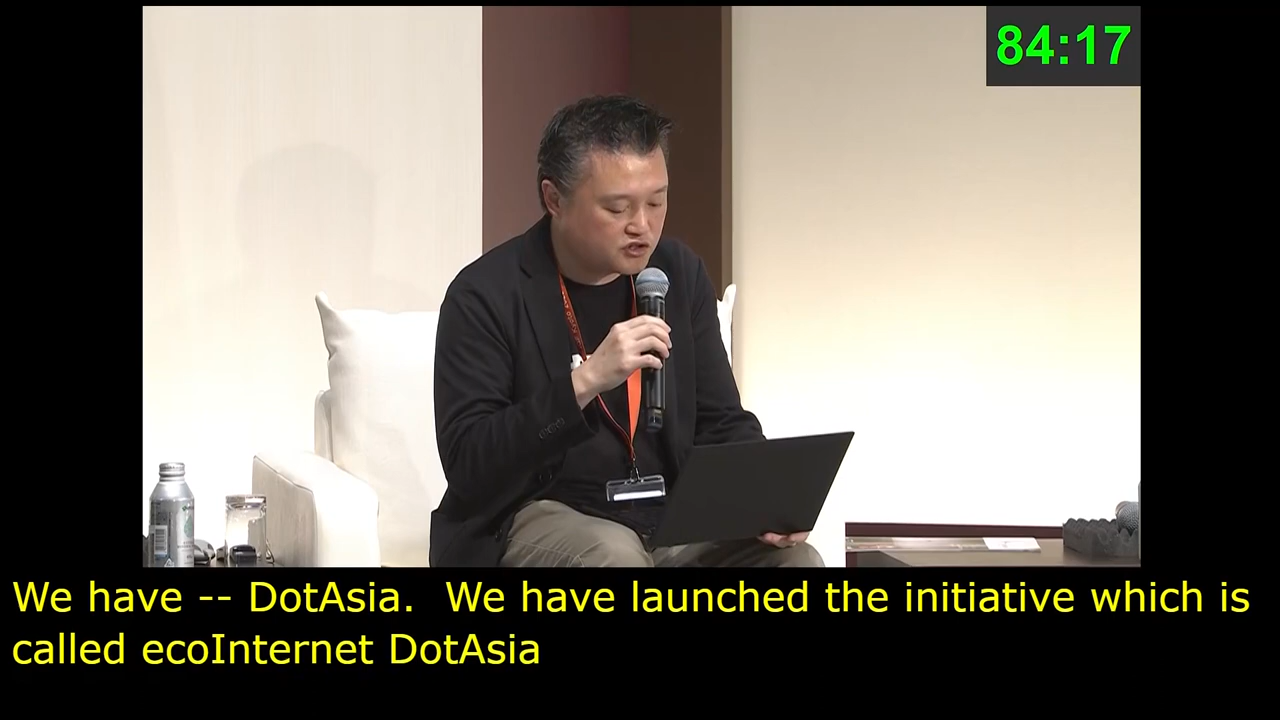 84:17
We have -- DotAsia.  We have launched the initiative which is
called ecoInternet DotAsia